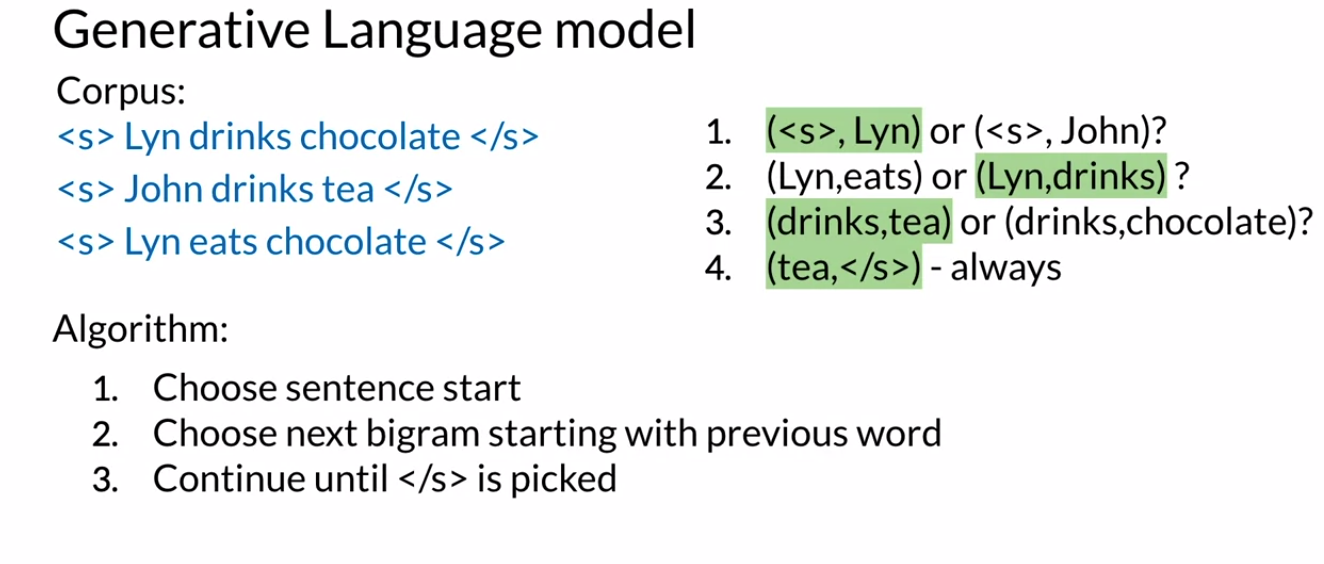 Generative Language model
Corpus:
<s> Lyn drinks chocolate </s>
<s> John drinks tea </s>
<s> Lyn eats chocolate </s>
1. (<s>, Lyn) or (<s>, John)?
2. (Lyn,eats) or (Lyn,drinks) ?
3. (drinks,tea) or (drinks,chocolate)?
4. (tea,</s>) - always
Algorithm:
1. Choose sentence start
2. Choose next bigram starting with previous word
3. Continue until </s> is picked